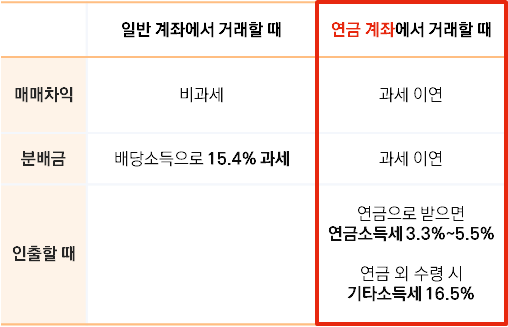 일반 계좌에서 거래할 때 연금 계좌에서 거래할 때
매매차익 비과세 과세 이연
분배금 배당소득으로 15.4% 과세 과세 이연
인출할 때
연금으로 받으면
연금소득세 3.3%~5.5%
연금 외 수령 시
기타소득세 16.5%